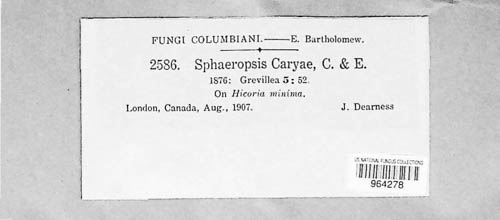 FUNGI COLUMBIANI.——E. Bartholomew.
2586. Sphaeropsis Caryae, C. & E.
1876: Grevillea 5: 52.
On Hicoria minima.
London, Canada, Aug., 1907. J. Dearness
US NATIONAL FUNGUS COLLECTIONS
964278